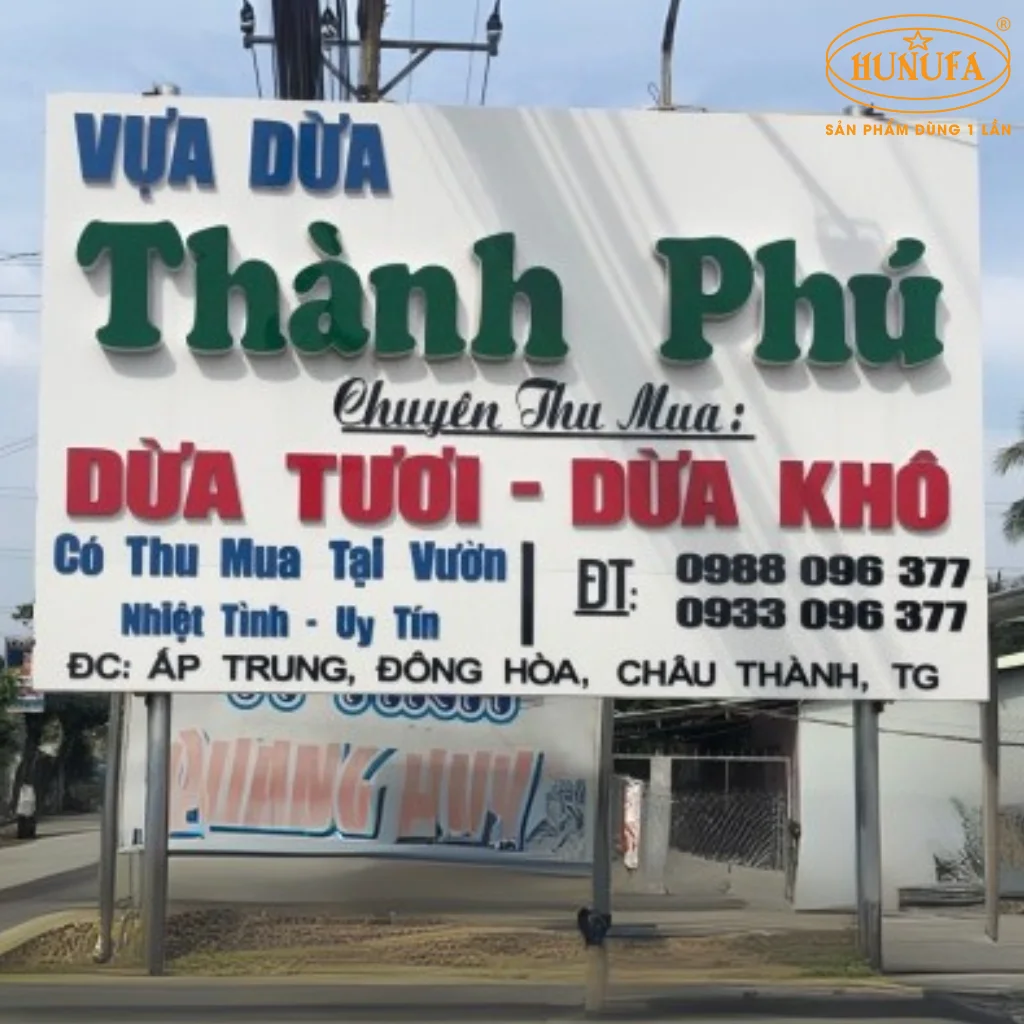 HUNUFA®
SẢN PHẨM DÙNG 1 LẦN
VỰA DỪA
Thành Phú
Chuyên Thu Mua:
DỪA TƯƠI - DỪA KHÔ
Có Thu Mua Tại Vườn
Nhiệt Tình - Uy Tín
ĐT:
0988 096 377
0933 096 377
ĐC: ẤP TRUNG, ĐÔNG HÒA, CHÂU THÀNH, TG
QUANG HUY